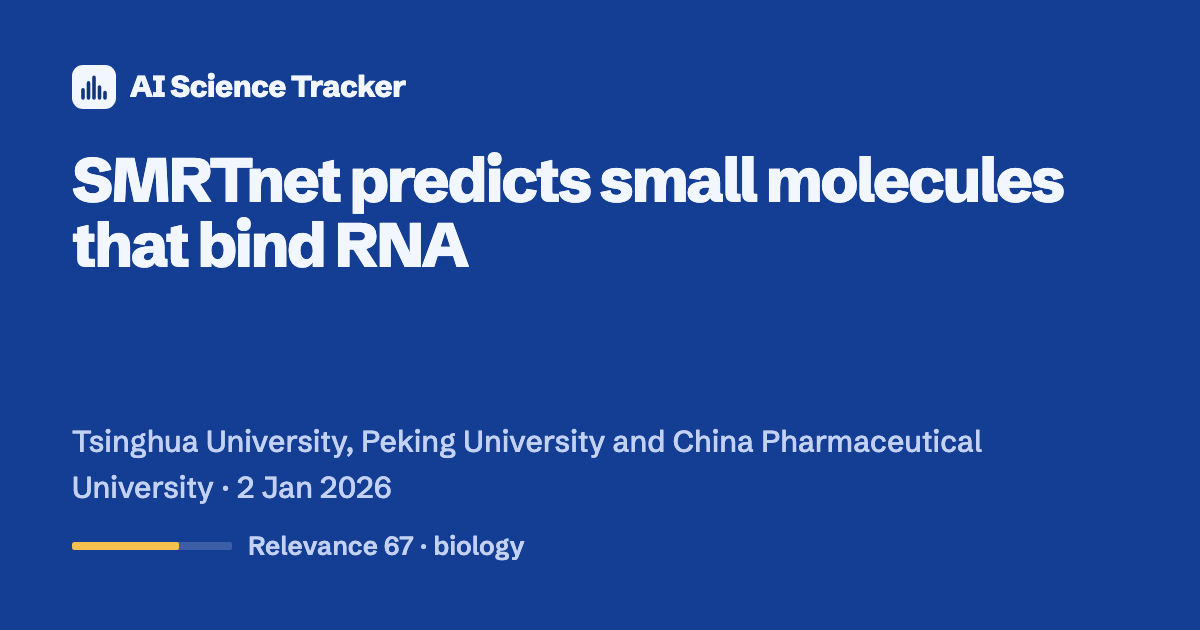 AI Science Tracker
SMRTnet predicts small molecules
that bind RNA
Tsinghua University, Peking University and China Pharmaceutical
University · 2 Jan 2026
Relevance 67 · biology